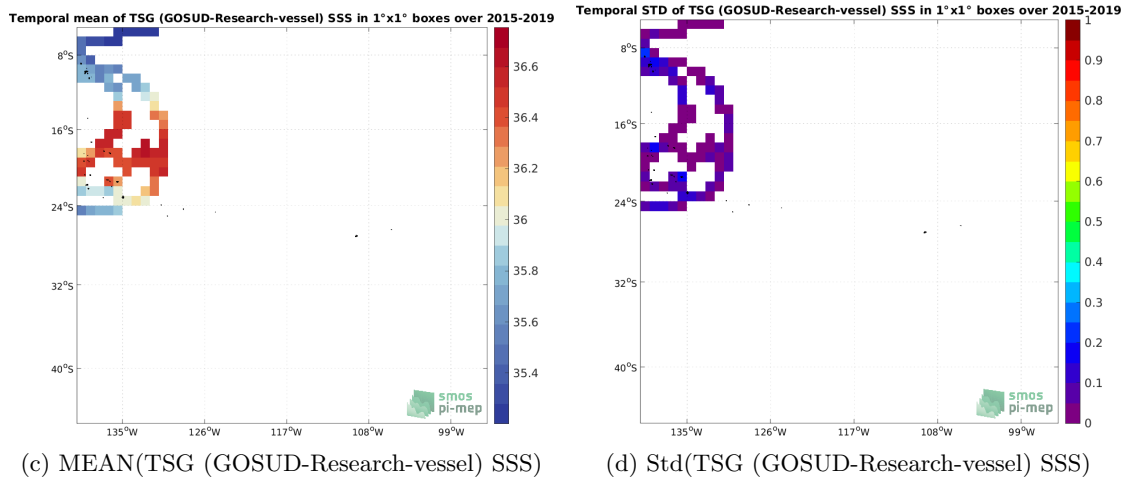 Temporal mean of TSG (GOSUD-Research-vessel) SSS in 1°x1° boxes over 2015-2019
8°S
16°S
24°S
32°S
40°S
135°W
126°W
117°W
108°W
99°W
36.6
36.4
36.2
36
35.8
35.6
35.4
smos
pi-mep
(c) MEAN(TSG (GOSUD-Research-vessel) SSS)
Temporal STD of TSG (GOSUD-Research-vessel) SSS in 1°x1° boxes over 2015-2019
8°S
16°S
24°S
32°S
40°S
135°W
126°W
117°W
108°W
99°W
1
0.9
0.8
0.7
0.6
0.5
0.4
0.3
0.2
0.1
0
smos
pi-mep
(d) Std(TSG (GOSUD-Research-vessel) SSS)